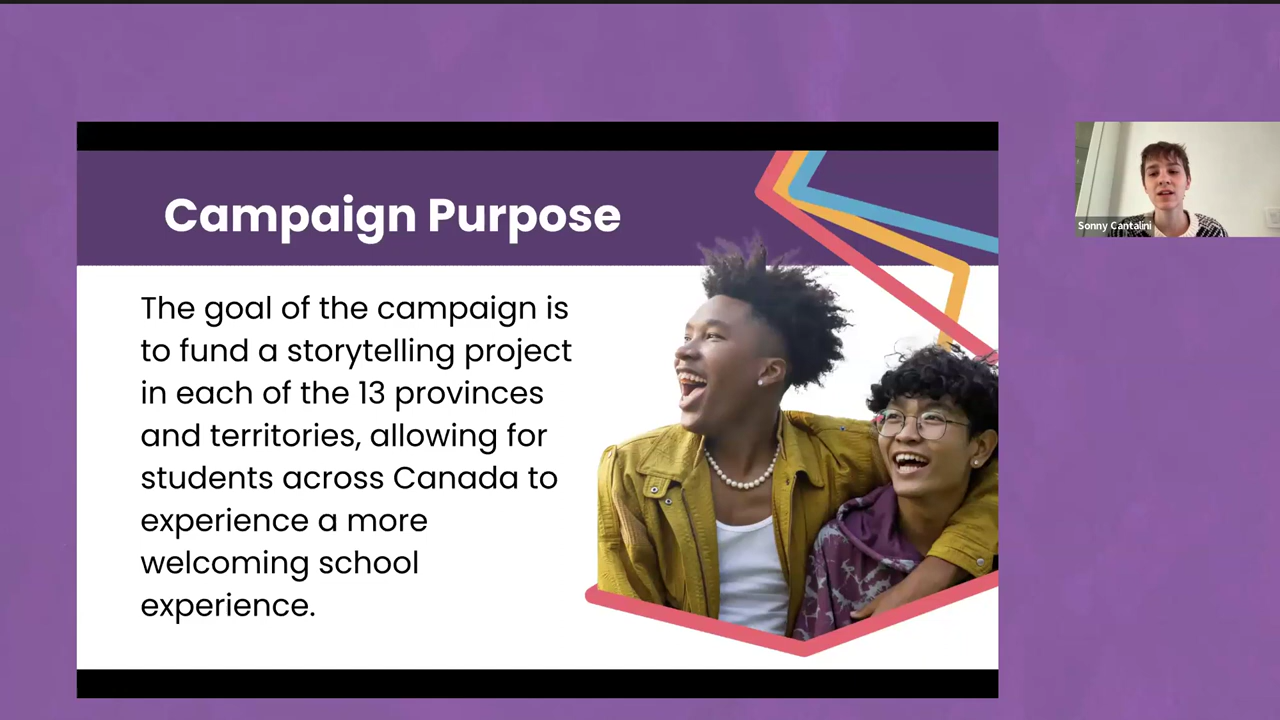 Campaign Purpose
The goal of the campaign is
to fund a storytelling project
in each of the 13 provinces
and territories, allowing for
students across Canada to
experience a more
welcoming school
experience.
Sonny Cantalini